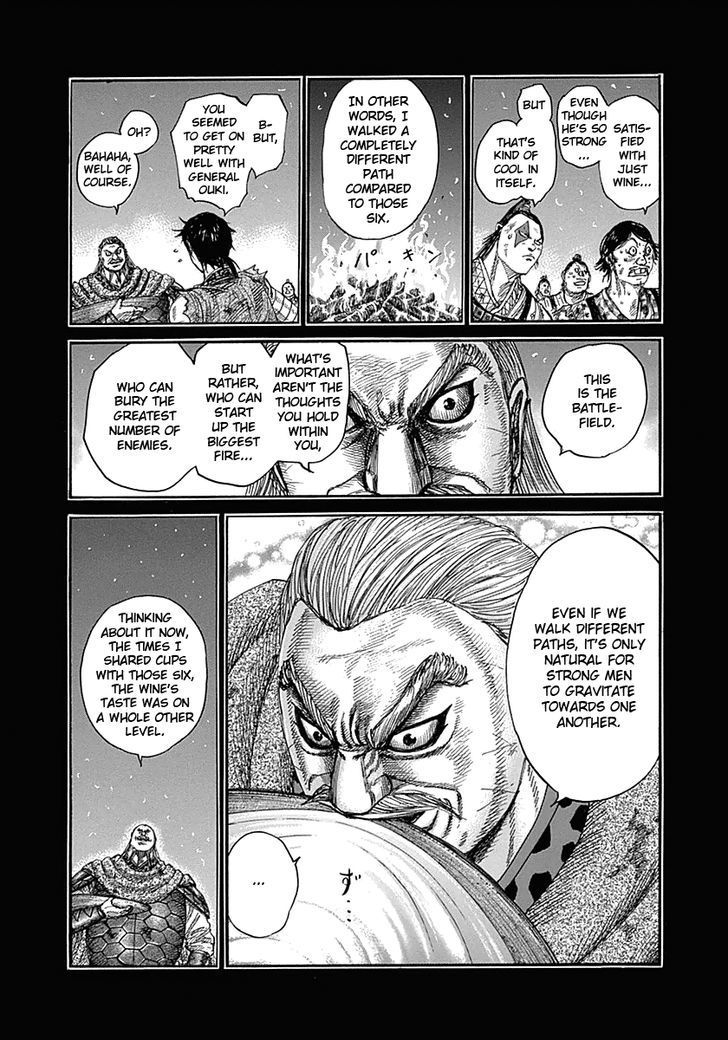 SATIS-
FIED
WITH
JUST
WINE...
EVEN
THOUGH
HE'S SO
STRONG
...
BUT
THAT'S
KIND OF
COOL IN
ITSELF.
IN OTHER
WORDS, I
WALKED A
COMPLETELY
DIFFERENT
PATH
COMPARED
TO THOSE
SIX.
パ・キン
B-
BUT,
YOU
SEEMED
TO GET ON
PRETTY
WELL WITH
GENERAL
OUKI.
OH?
BAHAHA,
WELL OF
COURSE.
THIS
IS THE
BATTLE-
FIELD.
WHAT'S
IMPORTANT
AREN'T THE
THOUGHTS
YOU HOLD
WITHIN
YOU,
BUT
RATHER,
WHO CAN
START
UP THE
BIGGEST
FIRE...
WHO CAN
BURY THE
GREATEST
NUMBER OF
ENEMIES.
EVEN IF WE
WALK DIFFERENT
PATHS, IT'S ONLY
NATURAL FOR
STRONG MEN
TO GRAVITATE
TOWARDS ONE
ANOTHER.
ず...
...
THINKING
ABOUT IT NOW,
THE TIMES I
SHARED CUPS
WITH THOSE SIX,
THE WINE'S
TASTE WAS ON
A WHOLE OTHER
LEVEL.